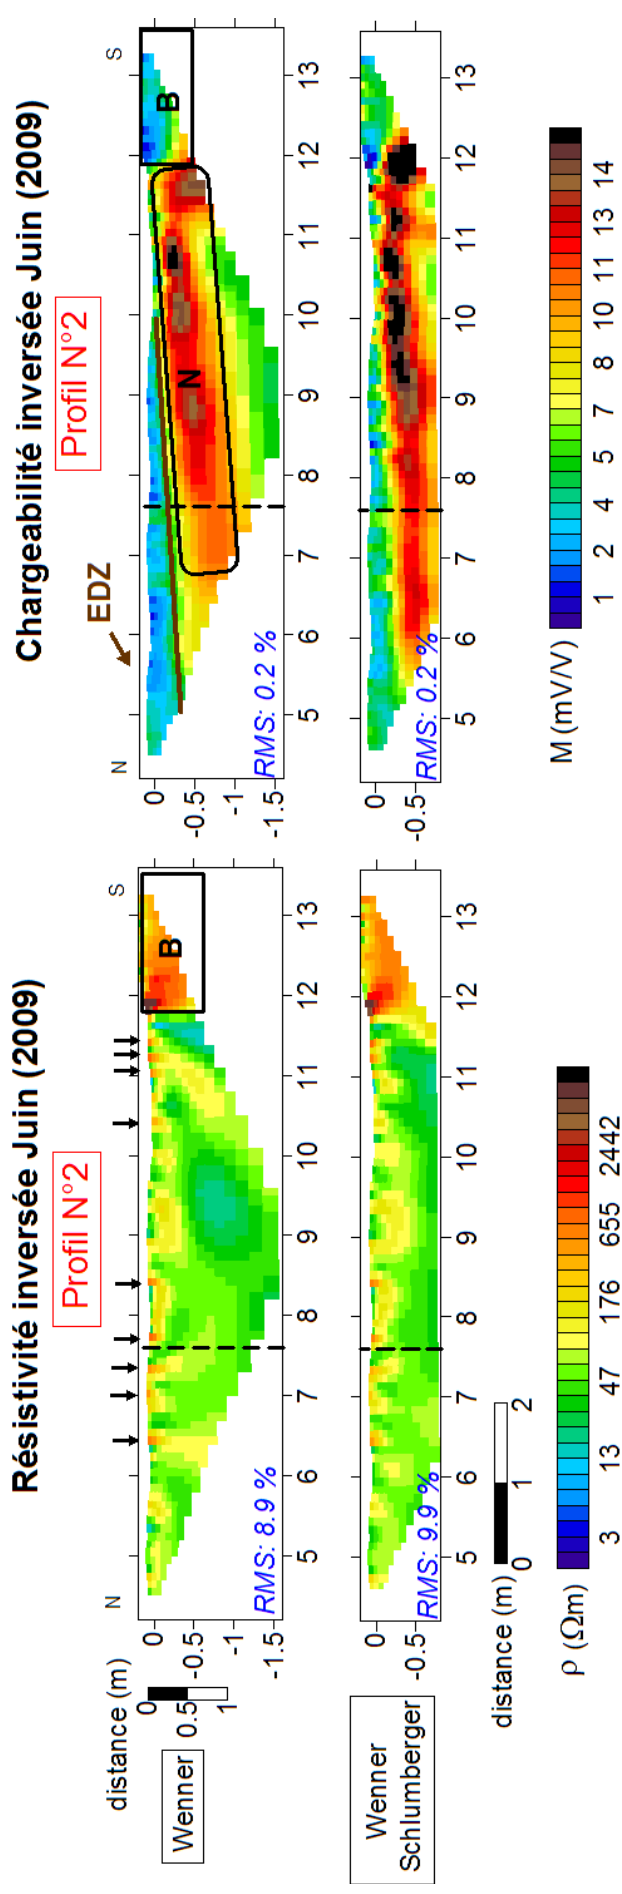 Résistivité inversée Juin (2009)
Profil N°2
Chargeabilité inversée Juin (2009)
Profil N°2
distance (m)
0
0.5
1
Wenner
N
S
0
-0.5
-1
-1.5
B
RMS: 8.9 %
5 6 7 8 9 10 11 12 13
N
S
EDZ
0
-0.5
-1
-1.5
N
B
RMS: 0.2 %
5 6 7 8 9 10 11 12 13
Wenner
Schlumberger
0
-0.5
RMS: 9.9 %
5 6 7 8 9 10 11 12 13
0
-0.5
RMS: 0.2 %
5 6 7 8 9 10 11 12 13
distance (m)
0 1 2
ρ (Ωm)
3 13 47 176 655 2442
M (mV/V)
1 2 4 5 7 8 10 11 13 14